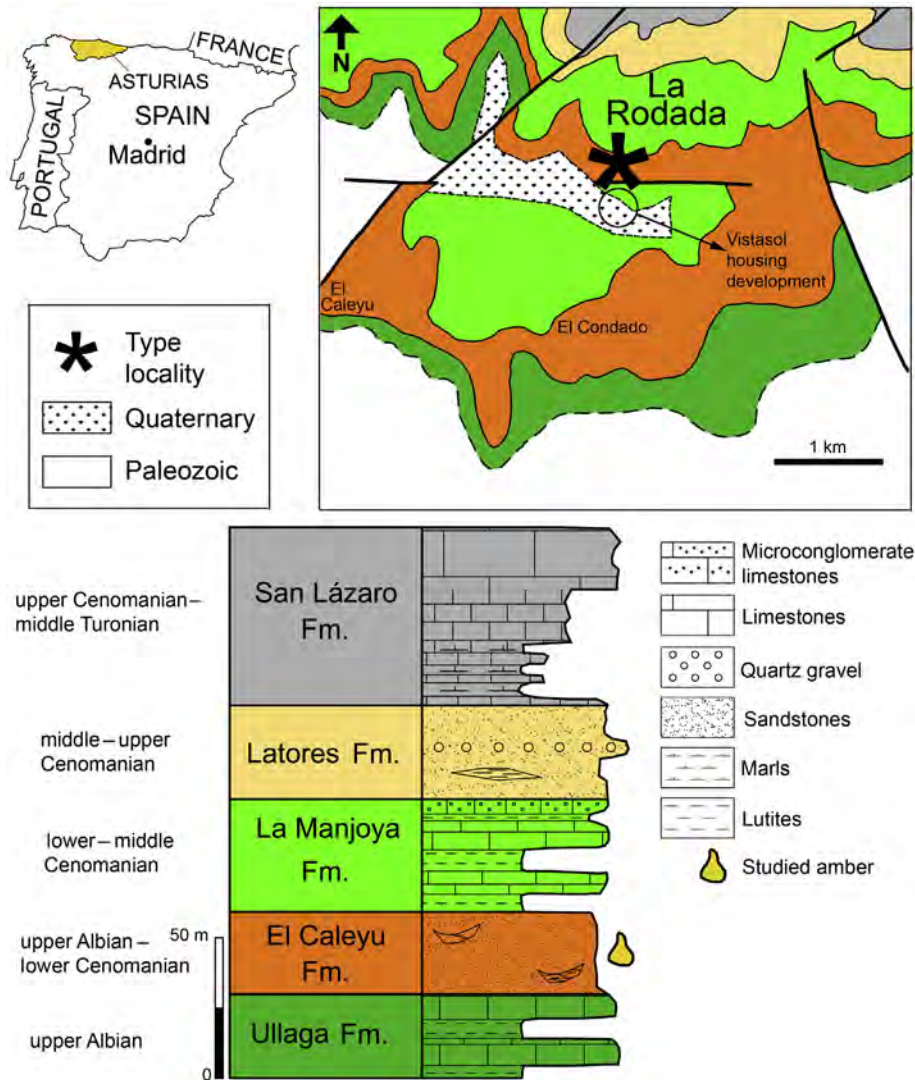 FRANCE
ASTURIAS
SPAIN
Madrid
PORTUGAL
N
La
Rodada
Vistasol
housing
development
El
Caleyu
El Condado
1 km
Type
locality
Quaternary
Paleozoic
upper Cenomanian–
middle Turonian
San Lázaro
Fm.
middle–upper
Cenomanian
Latores Fm.
lower–middle
Cenomanian
La Manjoya
Fm.
upper Albian–
lower Cenomanian
50 m
El Caleyu
Fm.
upper Albian
0
Ullaga Fm.
Microconglomerate
limestones
Limestones
Quartz gravel
Sandstones
Marls
Lutites
Studied amber